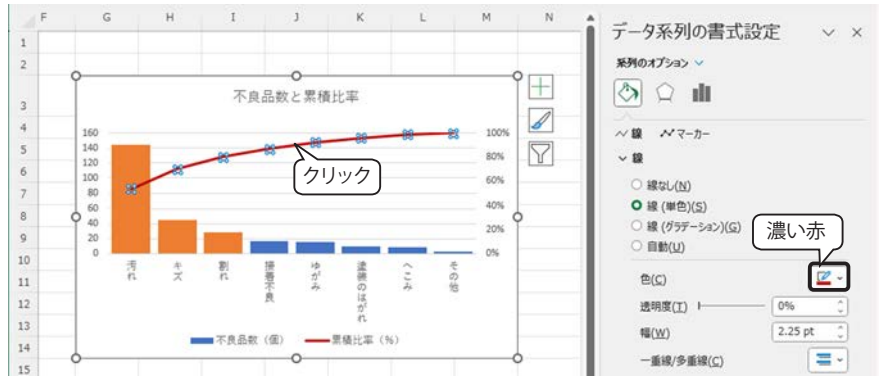 F G H I J K L M N
データ系列の書式設定
1
2
3
4
5
6
7
8
9
10
11
12
13
14
15
系列のオプション
不良品数と累積比率
160
140
120
100
80
60
40
20
0
100%
80%
60%
40%
20%
0%
クリック
汚れ
キズ
割れ
接着不良
ゆがみ
塗装のはがれ
へこみ
その他
不良品数（個） 累積比率（%）
線 マーカー
線
線なし(N)
線 (単色)(S)
線 (グラデーション)(G)
自動(U)
濃い赤
色(C)
透明度(T) 0%
幅(W) 2.25 pt
一重線/多重線(C)